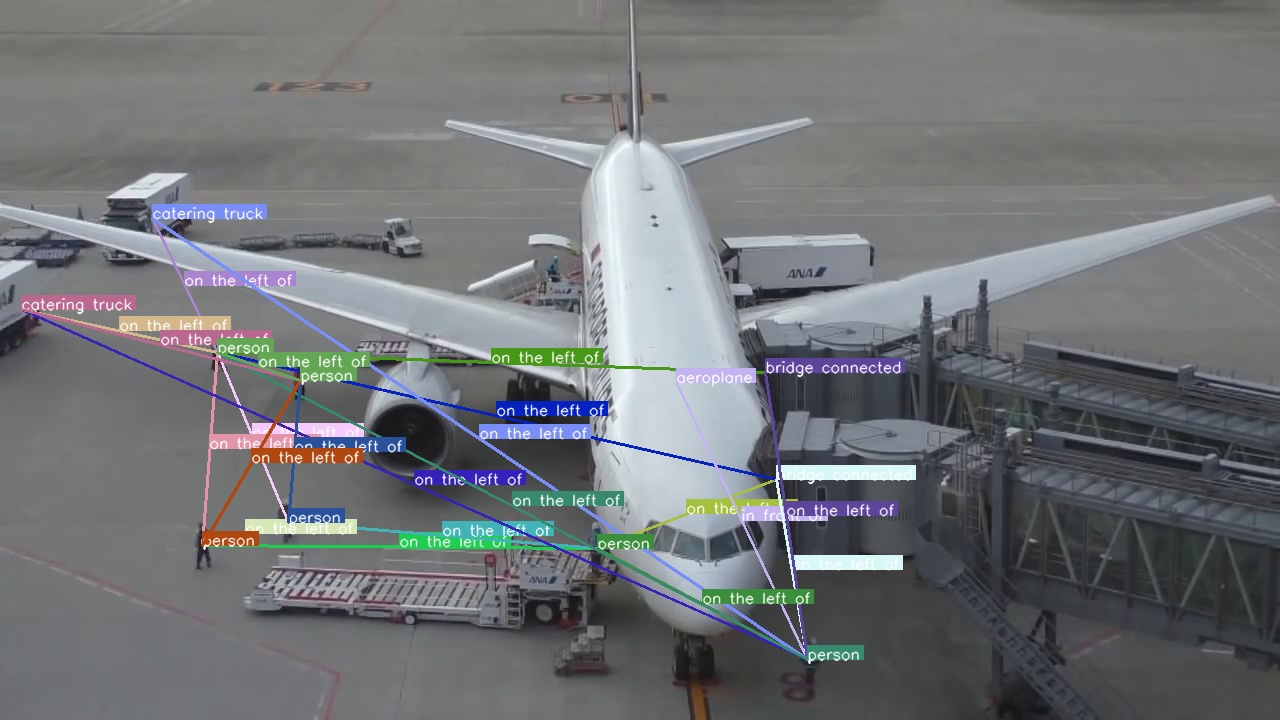 123
catering truck
on the left of
ANA
catering truck
on the left of
on the left of
person
on the left of
on the left of
bridge connected
person
aeroplane
on the left of
on the left of
on the left of
on the left of
on the left of
on the left of
bridge connected
on the left of
on the left of
on the left of
in front of
on the left of
person
on the left of
on the left of
person
on the left of
person
on the left of
ANA
on the left of
person